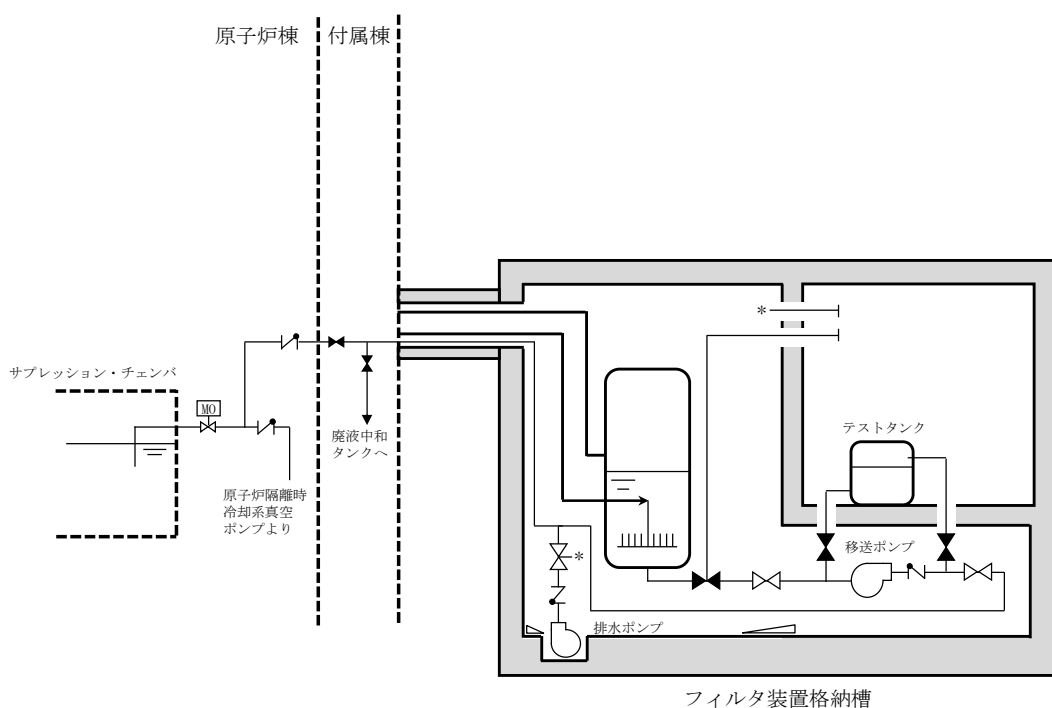 原子炉棟
付属棟
*
サプレッション・チェンバ
MO
廃液中和
タンクへ
原子炉隔離時
冷却系真空
ポンプより
テストタンク
移送ポンプ
*
排水ポンプ
フィルタ装置格納槽